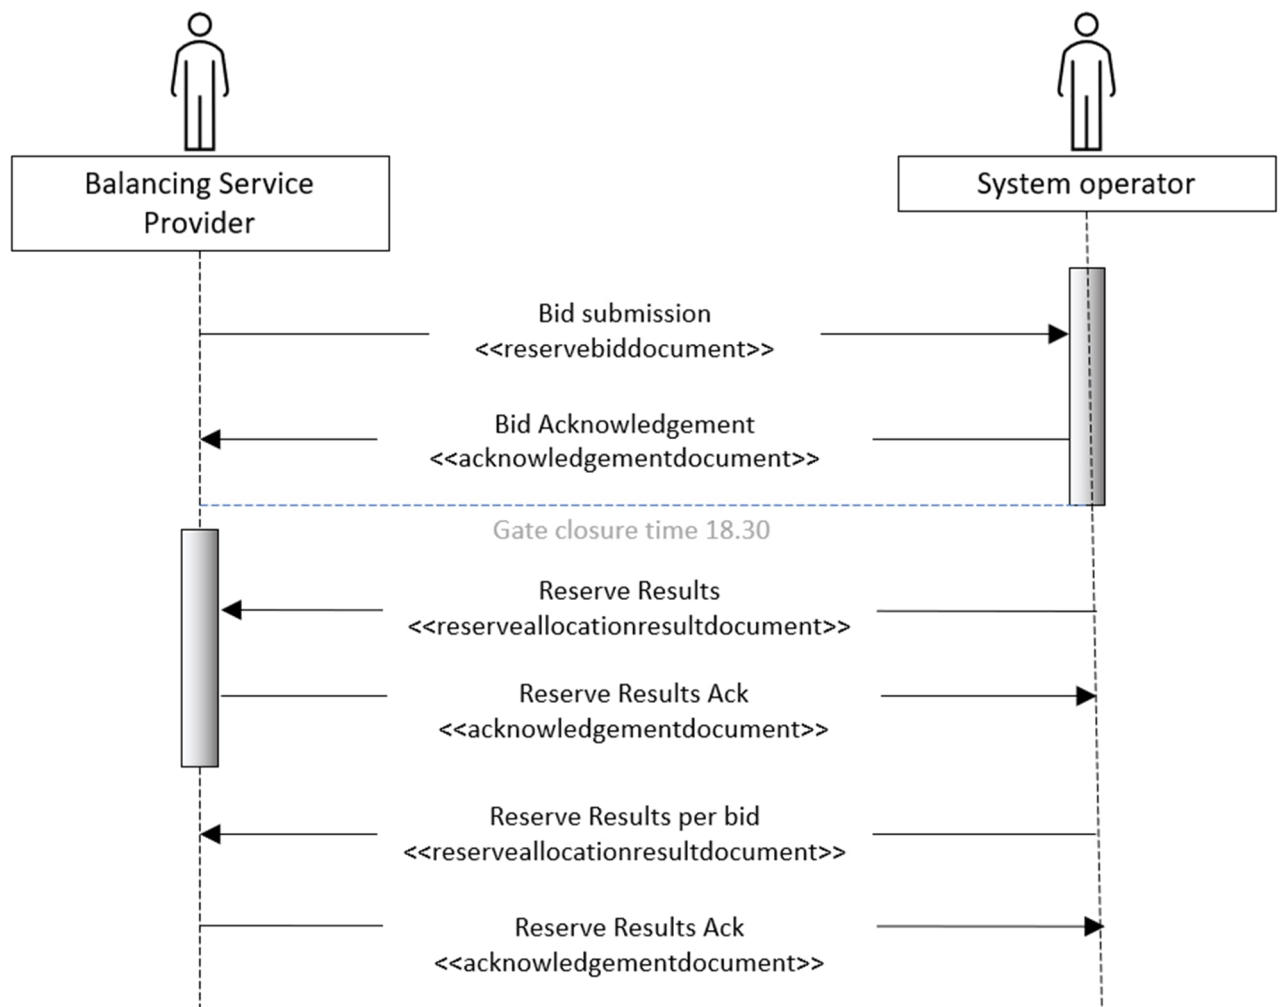 Balancing Service
Provider
System operator
Bid submission
<<reservebiddocument>>
Bid Acknowledgement
<<acknowledgementdocument>>
Gate closure time 18.30
Reserve Results
<<reserveallocationresultdocument>>
Reserve Results Ack
<<acknowledgementdocument>>
Reserve Results per bid
<<reserveallocationresultdocument>>
Reserve Results Ack
<<acknowledgementdocument>>